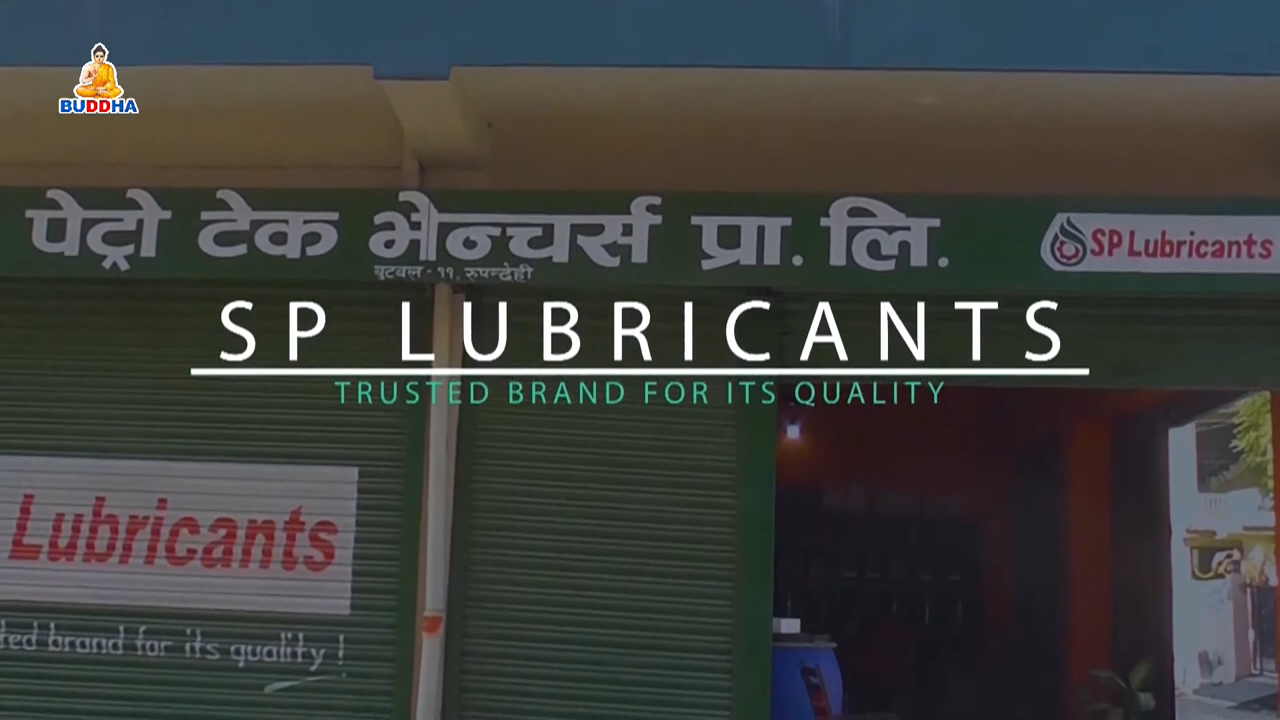 BUDDHA
पेट्रो टेक भेन्चर्स प्रा. लि.
SP Lubricants
बुटवल - ११, रुपन्देही
SP LUBRICANTS
TRUSTED BRAND FOR ITS QUALITY
Lubricants
ted brand for its quality !